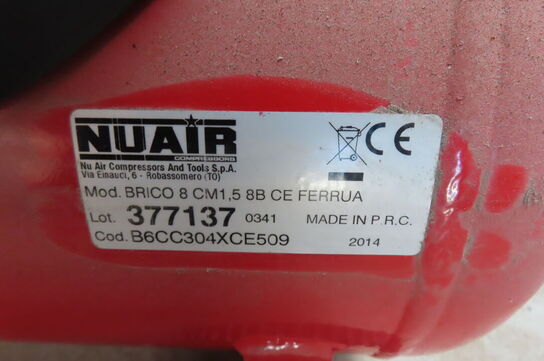 NUAIR
COMPRESSORS
Nu Air Compressors And Tools S.p.A.
Via Einauci, 6 - Robassomero (TO)
Mod. BRICO 8 CM1,5 8B CE FERRUA
Lot. 377137 0341 MADE IN P.R.C.
Cod. B6CC304XCE509 2014
CE